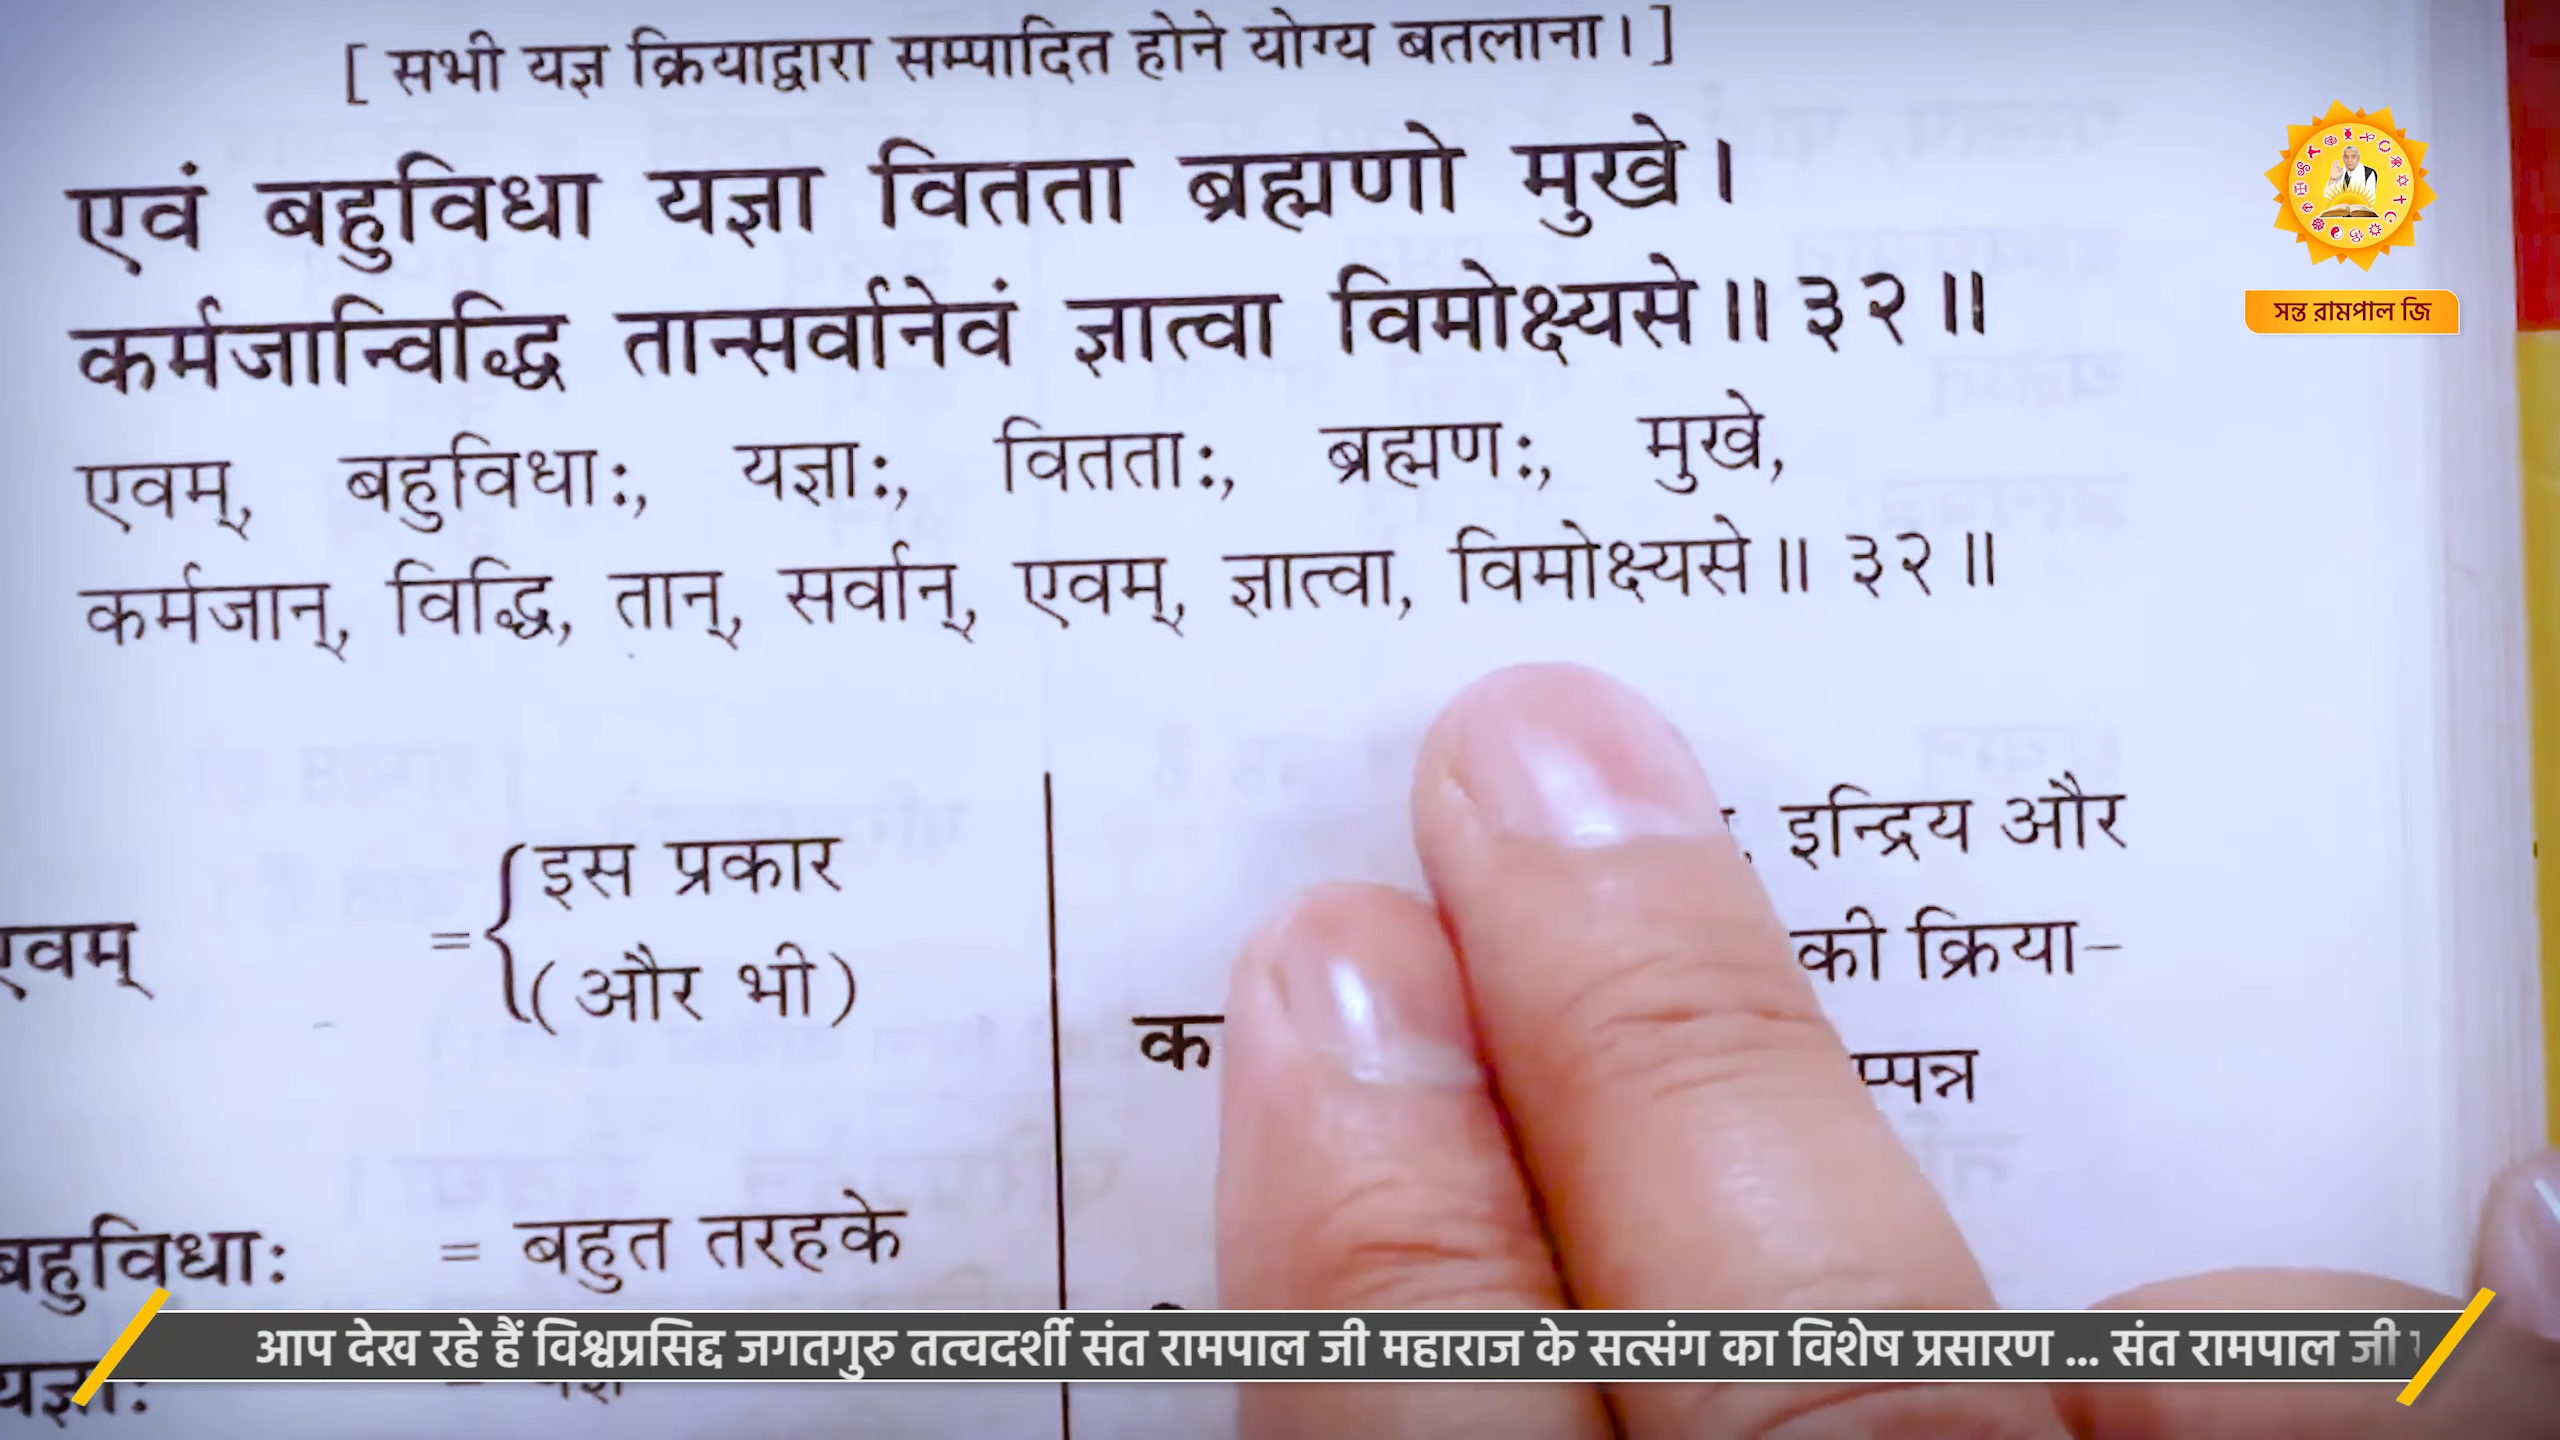 [ सभी यज्ञ क्रियाद्वारा सम्पादित होने योग्य बतलाना। ]
एवं बहुविधा यज्ञा वितता ब्रह्मणो मुखे।
कर्मजान्विद्धि तान्सर्वानेवं ज्ञात्वा विमोक्ष्यसे॥ ३२॥
एवम्, बहुविधाः, यज्ञाः, वितताः, ब्रह्मणः, मुखे,
कर्मजान्, विद्धि, तान्, सर्वान्, एवम्, ज्ञात्वा, विमोक्ष्यसे॥ ३२॥
एवम् = { इस प्रकार
(और भी)
बहुविधाः = बहुत तरहके
यज्ञाः
इन्द्रिय और
की क्रिया-
সন্ত রামপাল জি
आप देख रहे हैं विश्वप्रसिद्द जगतगुरु तत्वदर्शी संत रामपाल जी महाराज के सत्संग का विशेष प्रसारण ... संत रामपाल जी